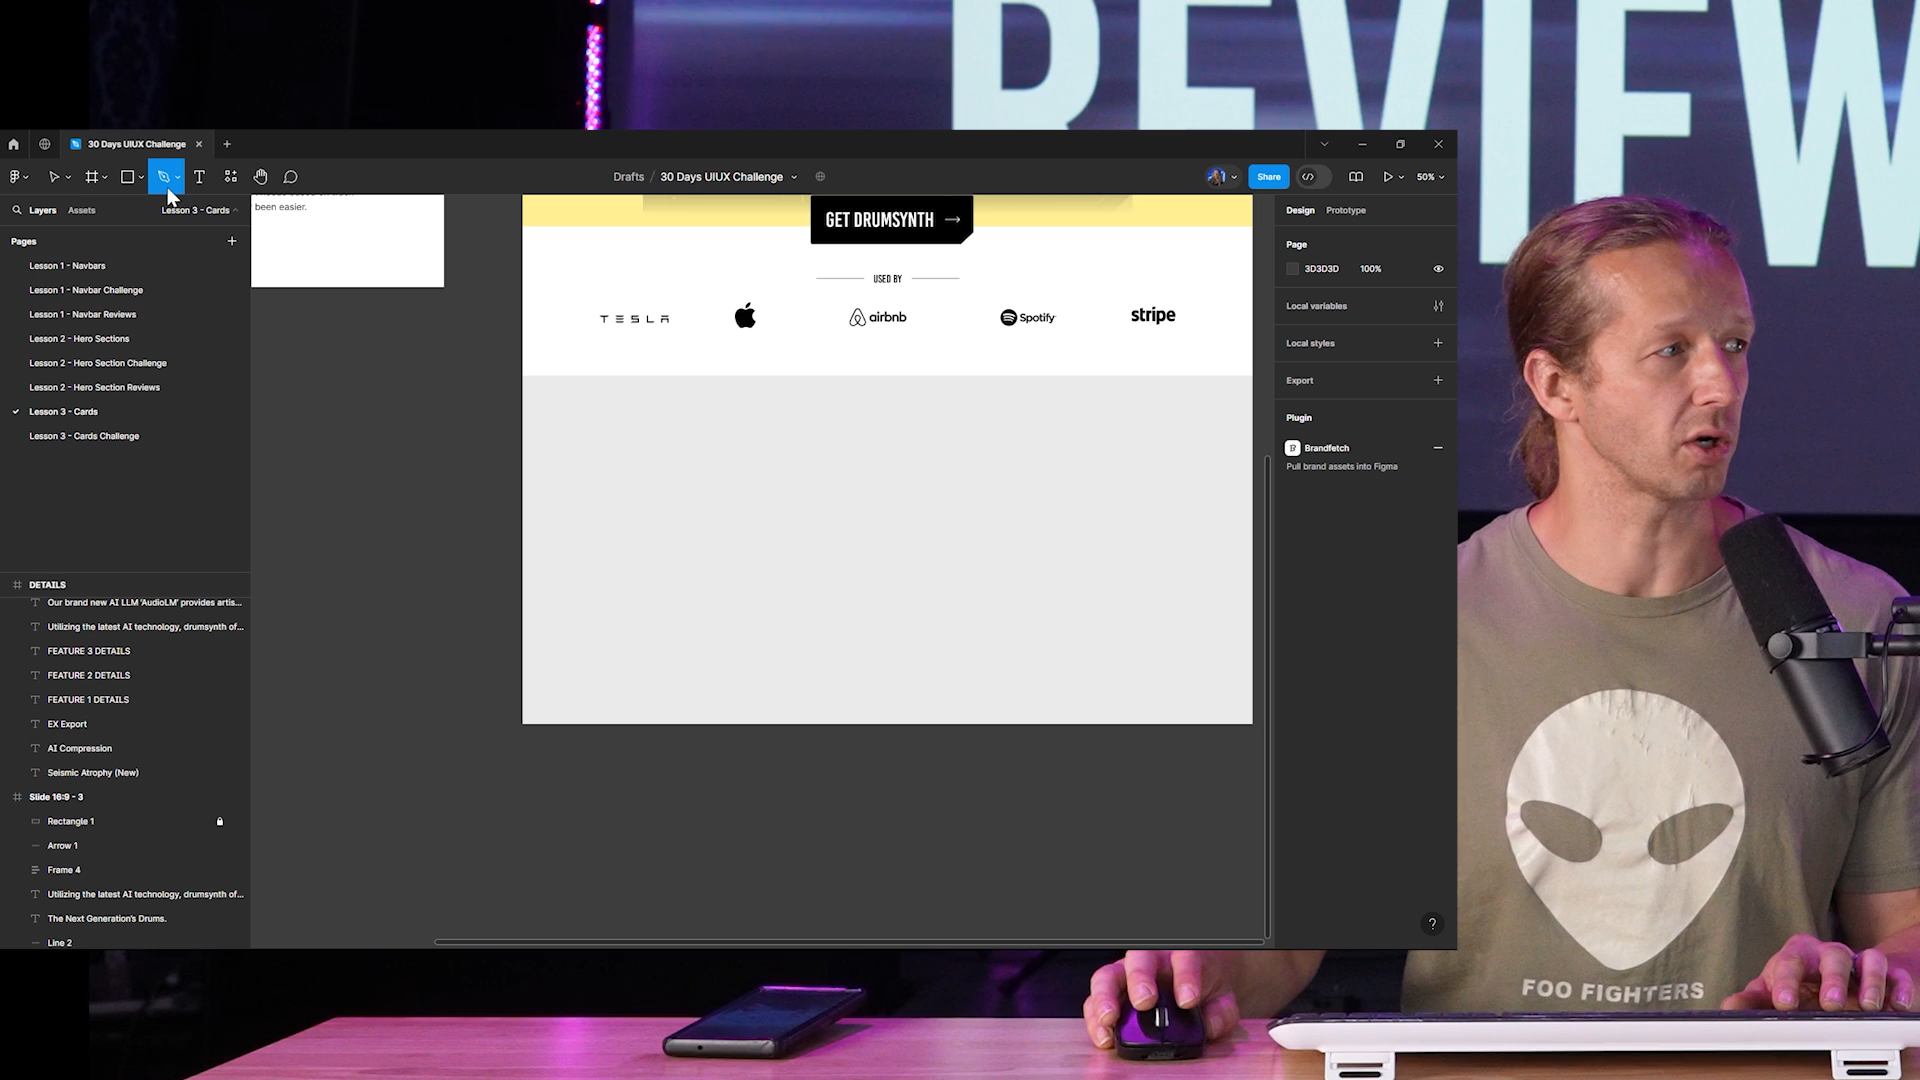 REVIEW
30 Days UIUX Challenge
Drafts / 30 Days UIUX Challenge
Share
50%
Layers
Assets
Lesson 3 - Cards
Pages
Lesson 1 - Navbars
Lesson 1 - Navbar Challenge
Lesson 1 - Navbar Reviews
Lesson 2 - Hero Sections
Lesson 2 - Hero Section Challenge
Lesson 2 - Hero Section Reviews
Lesson 3 - Cards
Lesson 3 - Cards Challenge
DETAILS
Our brand new AI LLM 'AudioLM' provides artis...
Utilizing the latest AI technology, drumsynth of...
FEATURE 3 DETAILS
FEATURE 2 DETAILS
FEATURE 1 DETAILS
EX Export
AI Compression
Seismic Atrophy (New)
Slide 16:9 - 3
Rectangle 1
Arrow 1
Frame 4
Utilizing the latest AI technology, drumsynth of...
The Next Generation's Drums.
Line 2
been easier.
GET DRUMSYNTH
USED BY
TESLA
airbnb
Spotify
stripe
Design
Prototype
Page
3D3D3D
100%
Local variables
Local styles
Export
Plugin
Brandfetch
Pull brand assets into Figma
?
FOO FIGHTERS